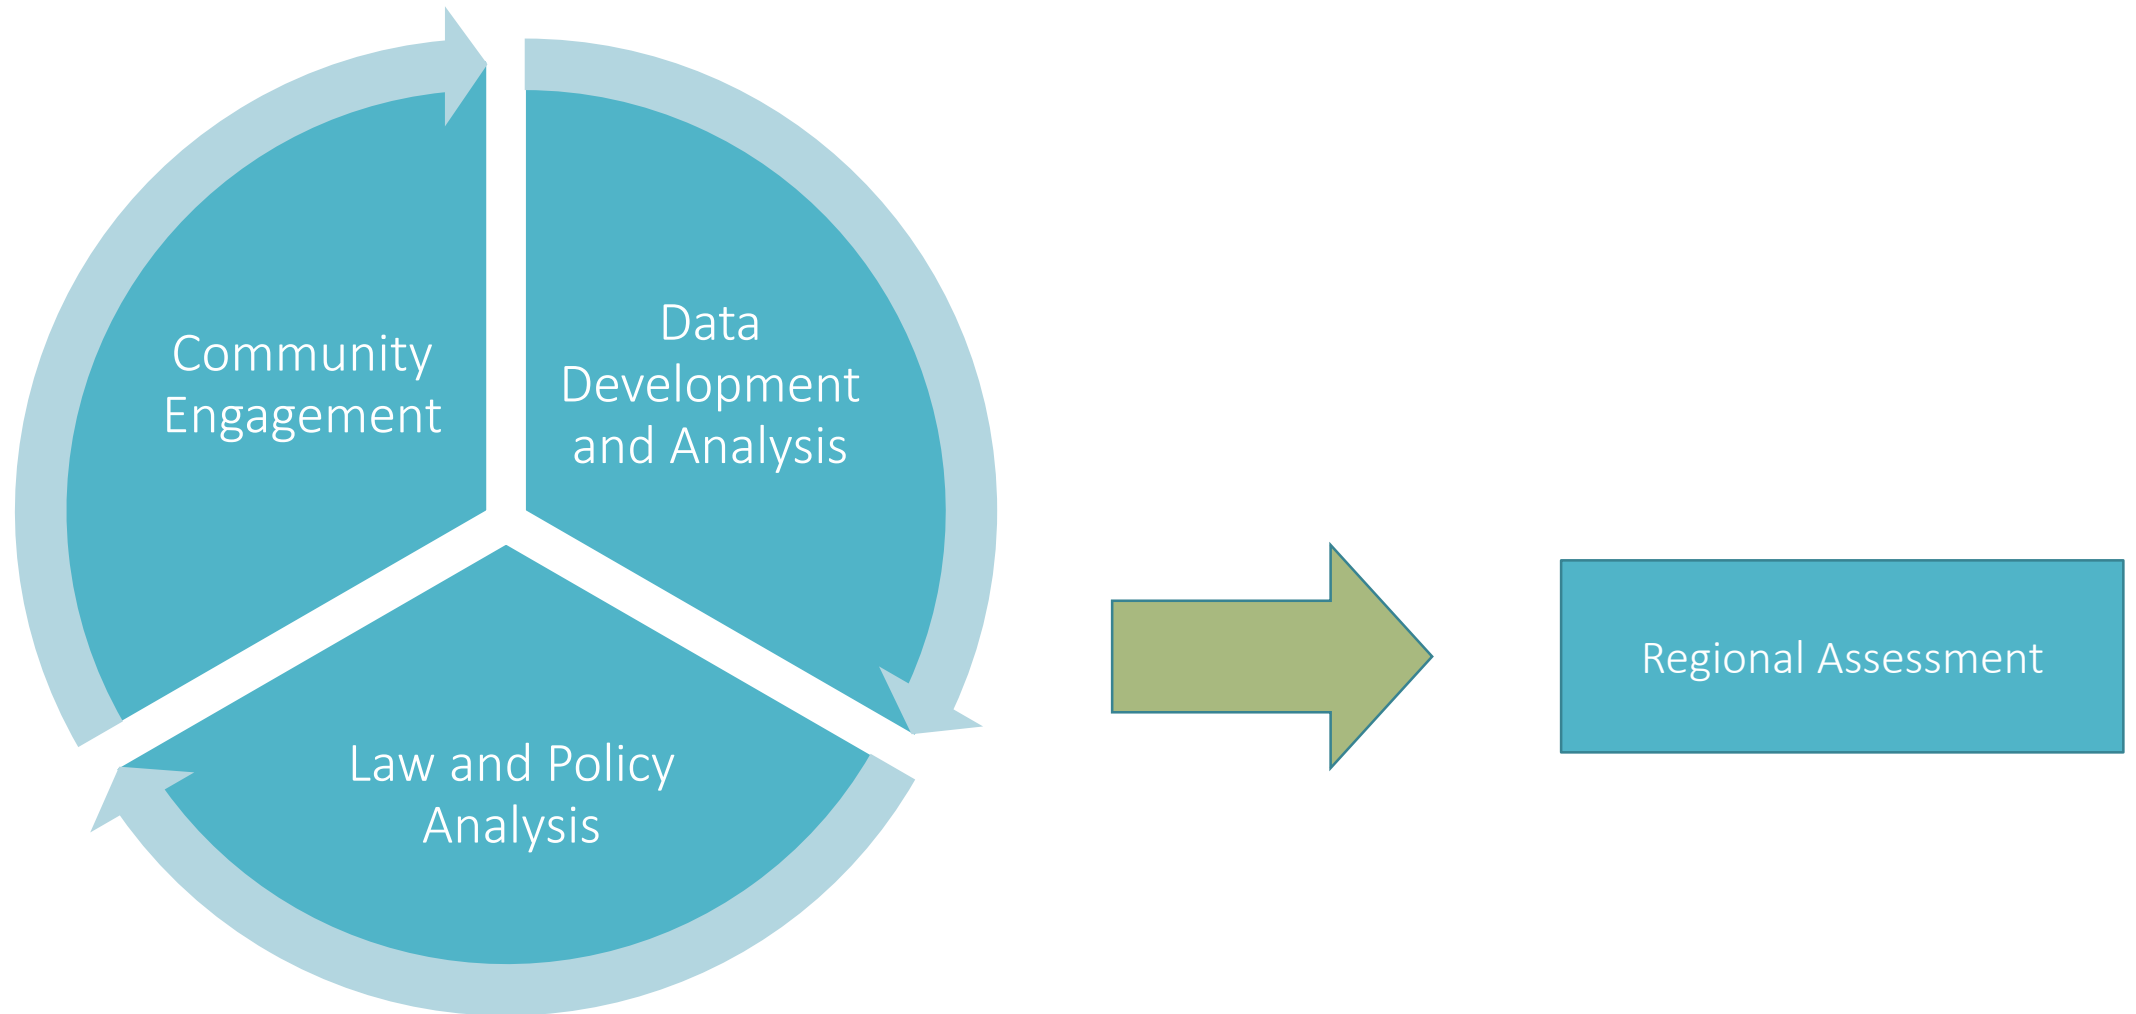 Community
Engagement
Data
Development
and Analysis
Law and Policy
Analysis
Regional Assessment